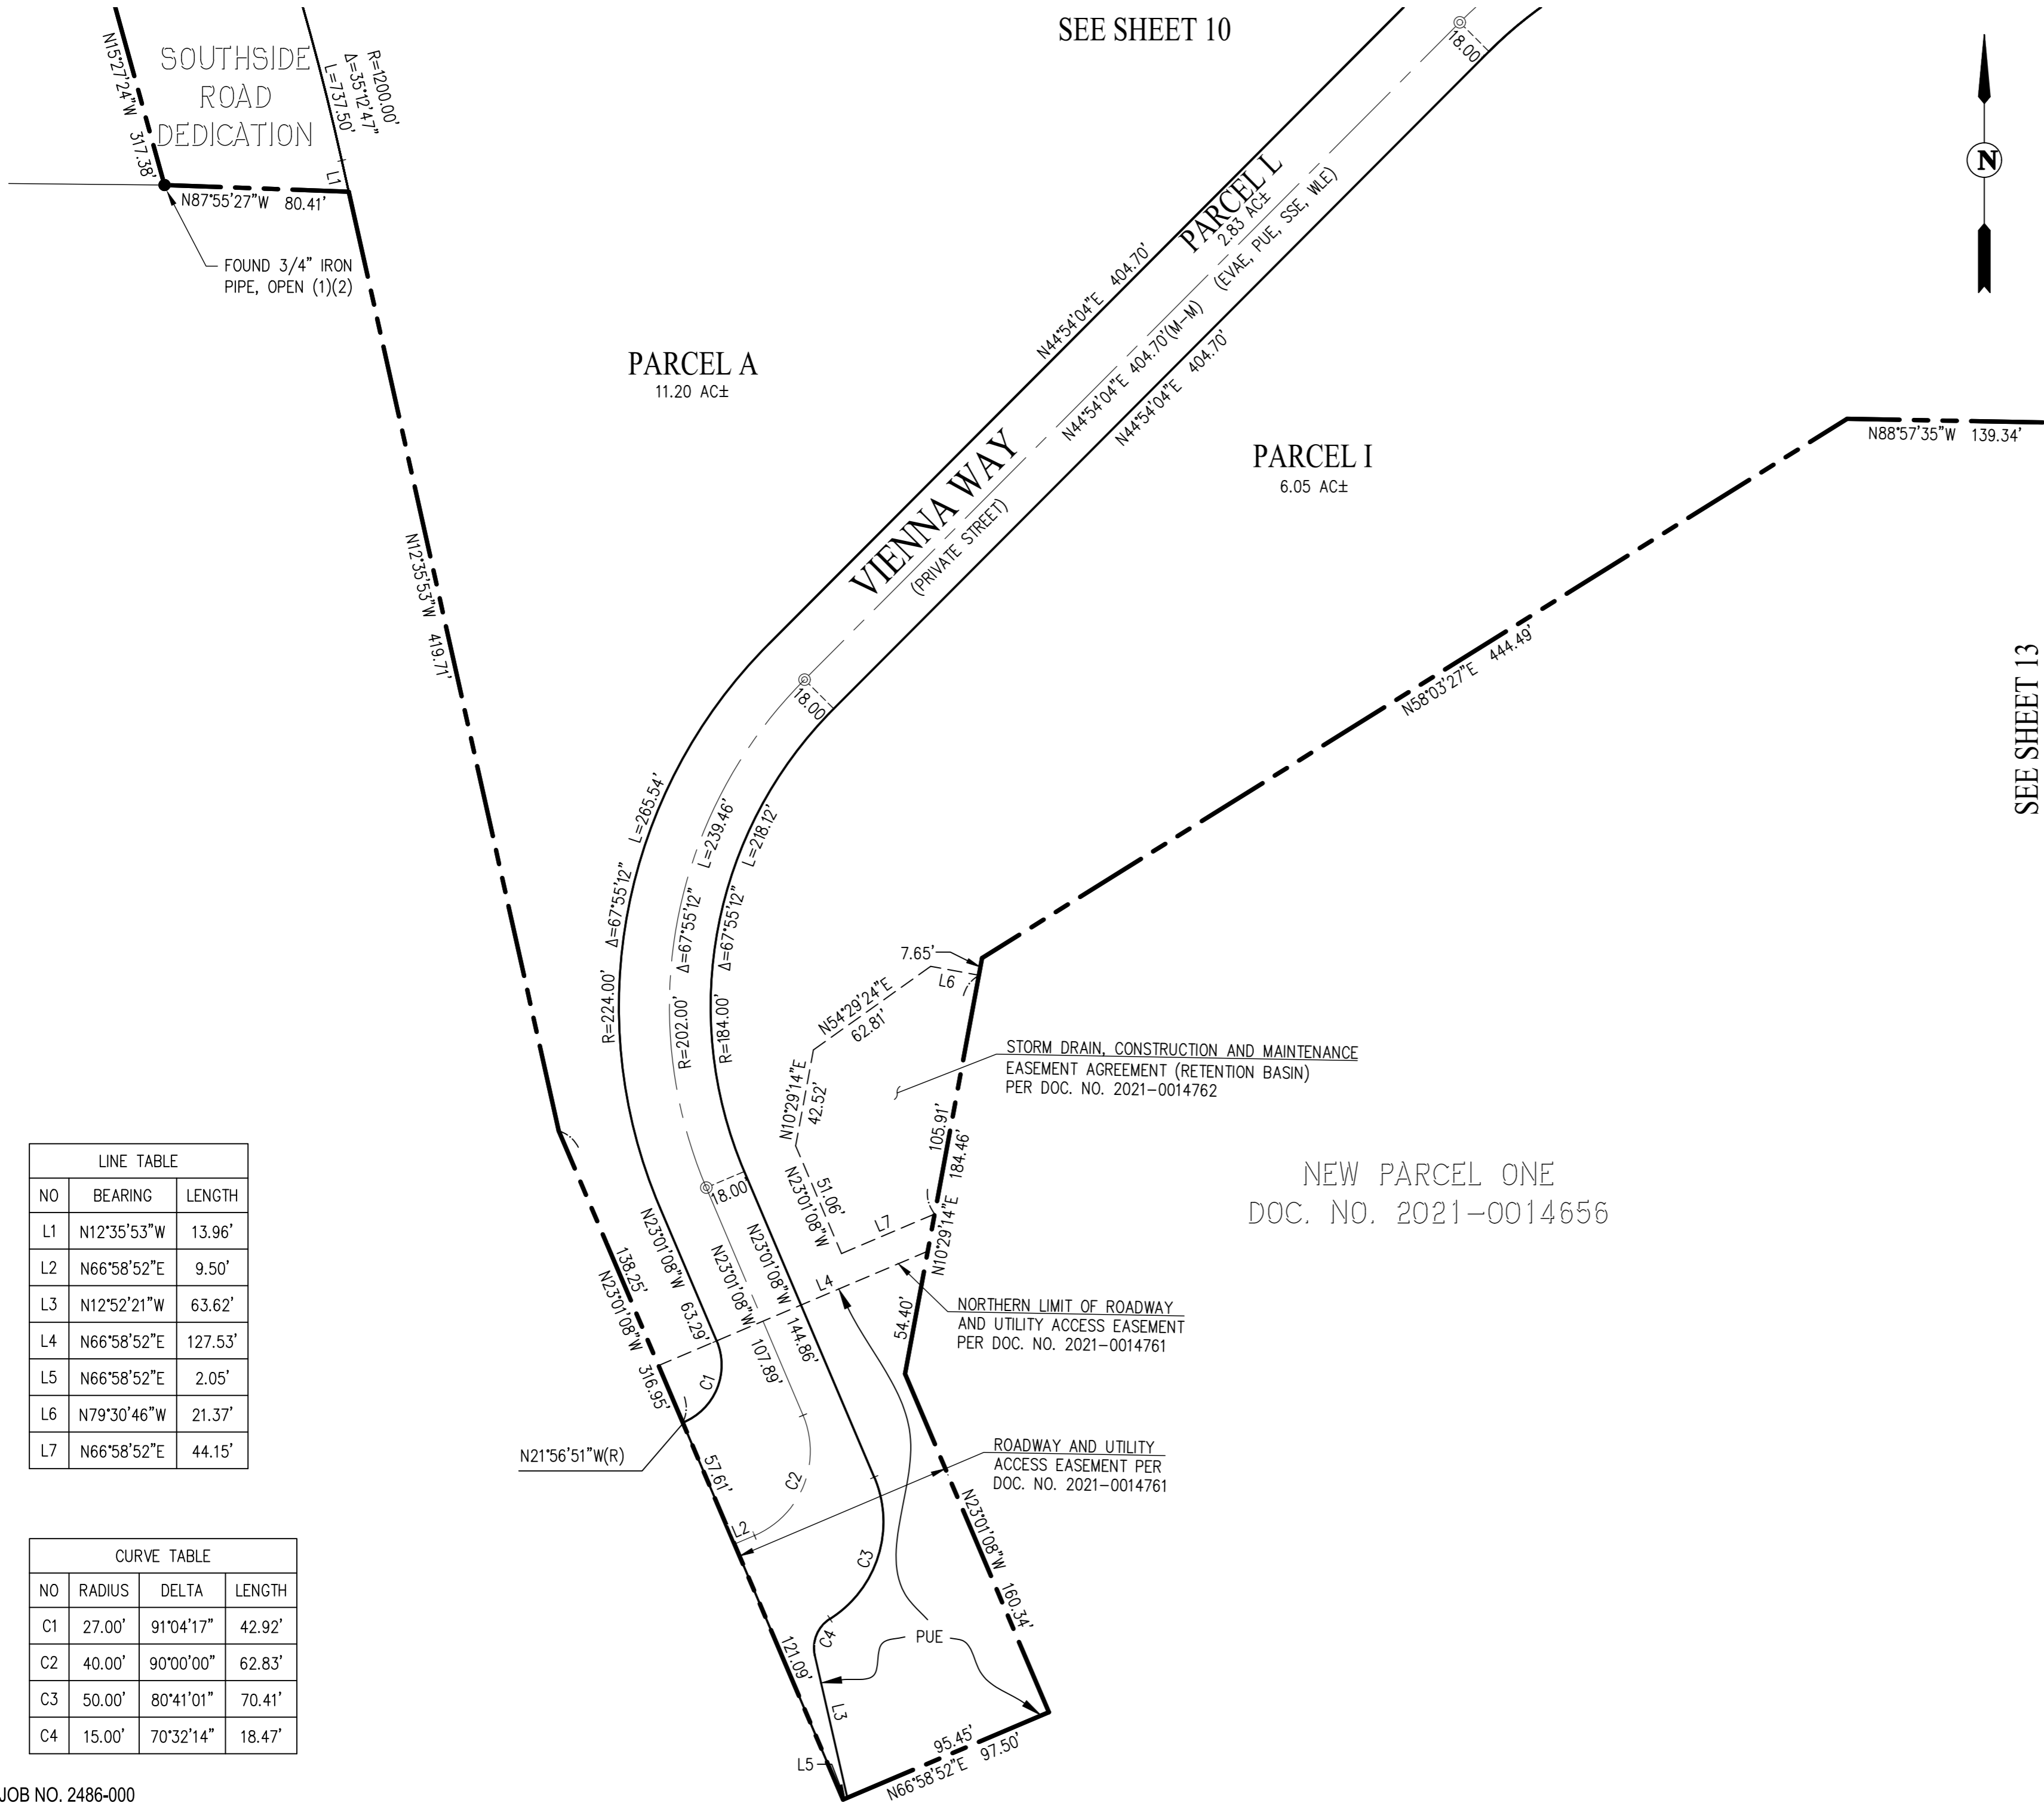 SEE SHEET 10
N15°27'24"W 317.38'
SOUTHSIDE
ROAD
DEDICATION
R=1200.00'
Δ=35°12'47"
L=737.50'
L1
N87°55'27"W 80.41'
FOUND 3/4" IRON
PIPE, OPEN (1)(2)
18.00'
N
PARCEL L
2.83 AC±
(EVAE, PUE, SSE, WLE)
N44°54'04"E 404.70'
N44°54'04"E 404.70'(M-M)
N44°54'04"E 404.70'
PARCEL A
11.20 AC±
PARCEL I
6.05 AC±
N88°57'35"W 139.34'
VIENNA WAY
(PRIVATE STREET)
N12°35'53"W 419.71'
N58°03'27"E 444.49'
SEE SHEET 13
18.00'
R=224.00' Δ=67°55'12" L=265.54'
R=202.00' Δ=67°55'12" L=239.46'
R=184.00' Δ=67°55'12" L=218.12'
7.65'
L6
N54°29'24"E
62.81'
N10°29'14"E
42.52'
STORM DRAIN, CONSTRUCTION AND MAINTENANCE
EASEMENT AGREEMENT (RETENTION BASIN)
PER DOC. NO. 2021-0014762
105.91'
N10°29'14"E 184.46'
51.06'
N23°01'08"W
L7
18.00'
NEW PARCEL ONE
DOC. NO. 2021-0014656
138.25'
N23°01'08"W 316.95'
N23°01'08"W 63.29'
N23°01'08"W 107.89'
N23°01'08"W 144.86'
L4
54.40'
NORTHERN LIMIT OF ROADWAY
AND UTILITY ACCESS EASEMENT
PER DOC. NO. 2021-0014761
C1
N21°56'51"W(R)
57.61'
C2
L2
ROADWAY AND UTILITY
ACCESS EASEMENT PER
DOC. NO. 2021-0014761
N23°01'08"W 160.34'
C3
C4
121.09'
PUE
L3
L5
95.45'
N66°58'52"E 97.50'
LINE TABLE
NO BEARING LENGTH
L1 N12°35'53"W 13.96'
L2 N66°58'52"E 9.50'
L3 N12°52'21"W 63.62'
L4 N66°58'52"E 127.53'
L5 N66°58'52"E 2.05'
L6 N79°30'46"W 21.37'
L7 N66°58'52"E 44.15'
CURVE TABLE
NO RADIUS DELTA LENGTH
C1 27.00' 91°04'17" 42.92'
C2 40.00' 90°00'00" 62.83'
C3 50.00' 80°41'01" 70.41'
C4 15.00' 70°32'14" 18.47'
JOB NO. 2486-000